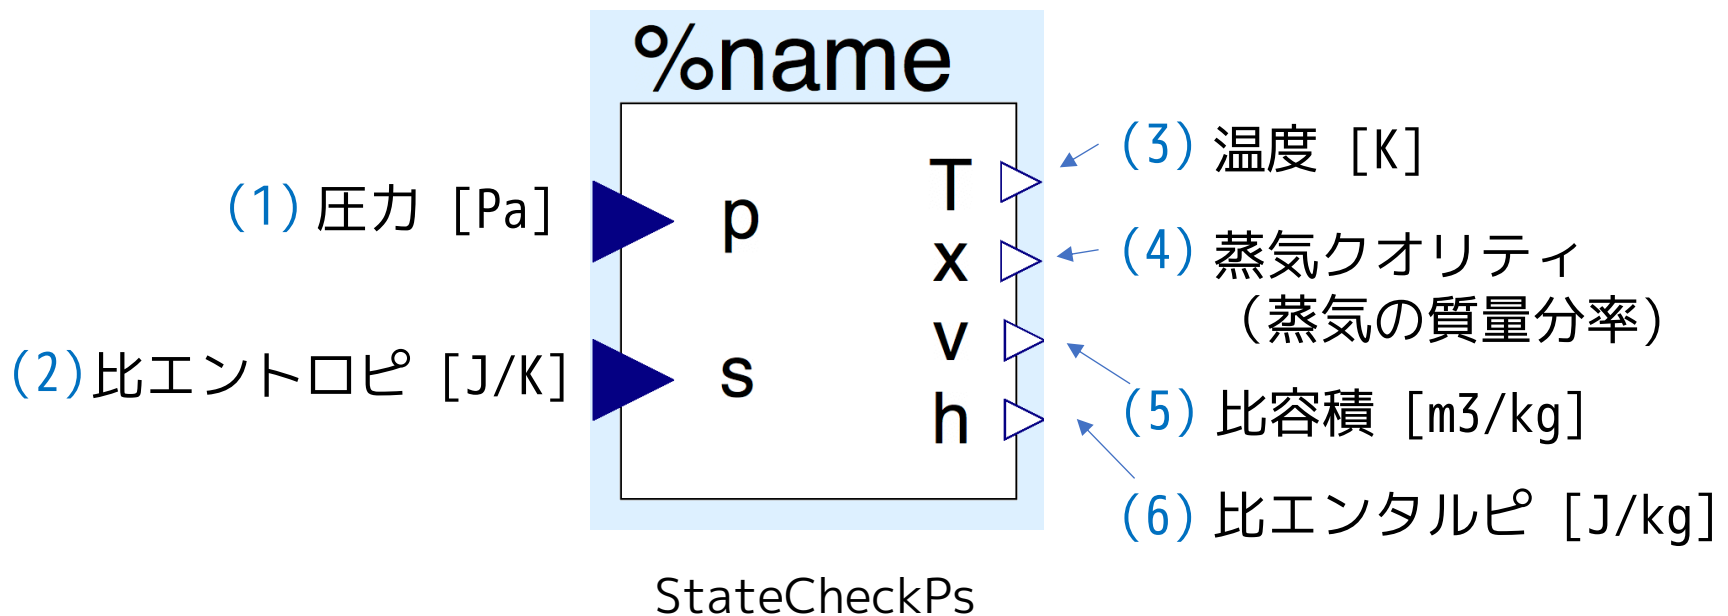 %name
(1) 圧力 [Pa]
(2) 比エントロピ [J/K]
p
s
T
x
v
h
(3) 温度 [K]
(4) 蒸気クオリティ
（蒸気の質量分率）
(5) 比容積 [m3/kg]
(6) 比エンタルピ [J/kg]
StateCheckPs